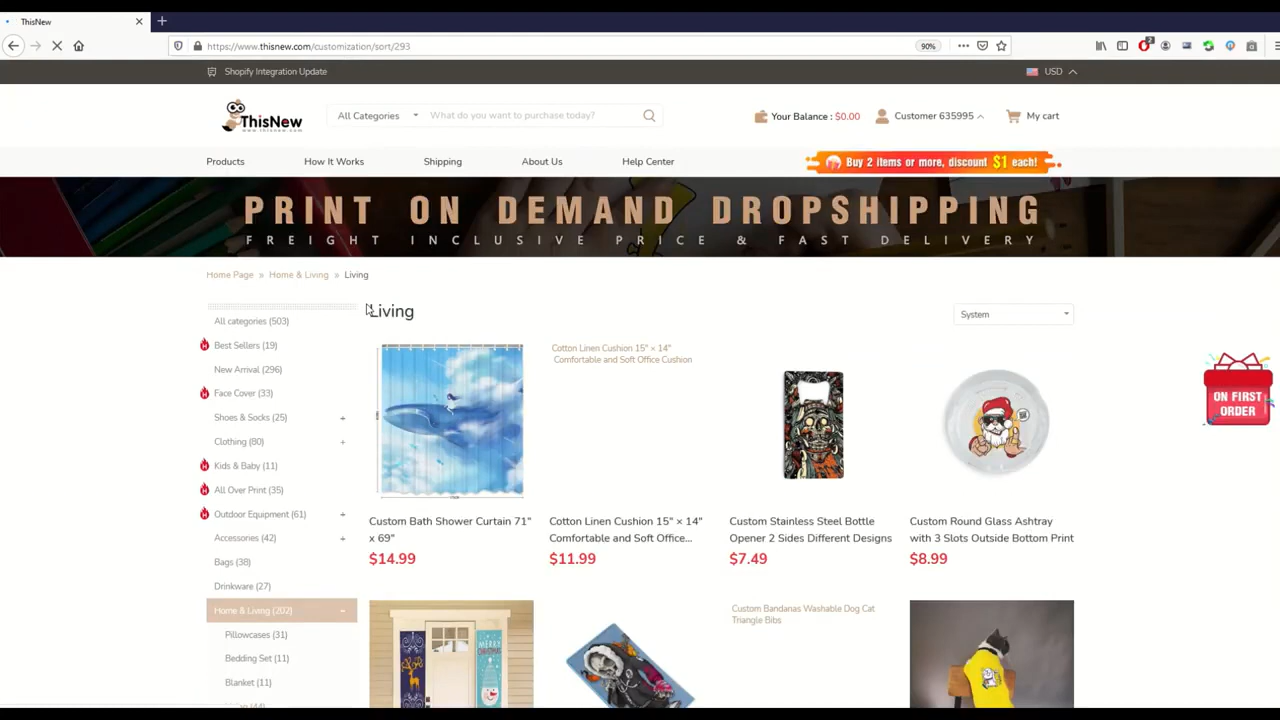 ThisNew
https://www.thisnew.com/customization/sort/293
90%
2
Shopify Integration Update
USD
ThisNew
www.thisnew.com
All Categories
What do you want to purchase today?
Your Balance : $0.00
Customer 635995
My cart
Products
How It Works
Shipping
About Us
Help Center
Buy 2 items or more, discount $1 each!
PRINT ON DEMAND DROPSHIPPING
FREIGHT INCLUSIVE PRICE & FAST DELIVERY
Home Page » Home & Living » Living
All categories (503)
Best Sellers (19)
New Arrival (296)
Face Cover (33)
Shoes & Socks (25) +
Clothing (80) +
Kids & Baby (11)
All Over Print (35)
Outdoor Equipment (61) +
Accessories (42) +
Bags (38)
Drinkware (27)
Home & Living (202) -
Pillowcases (31)
Bedding Set (11)
Blanket (11)
Living
System
Custom Bath Shower Curtain 71"
x 69"
$14.99
Cotton Linen Cushion 15" × 14"
Comfortable and Soft Office Cushion
Cotton Linen Cushion 15" × 14"
Comfortable and Soft Office...
$11.99
Custom Stainless Steel Bottle
Opener 2 Sides Different Designs
$7.49
Custom Round Glass Ashtray
with 3 Slots Outside Bottom Print
$8.99
MERRY
Custom Bandanas Washable Dog Cat
Triangle Bibs
ON FIRST
ORDER